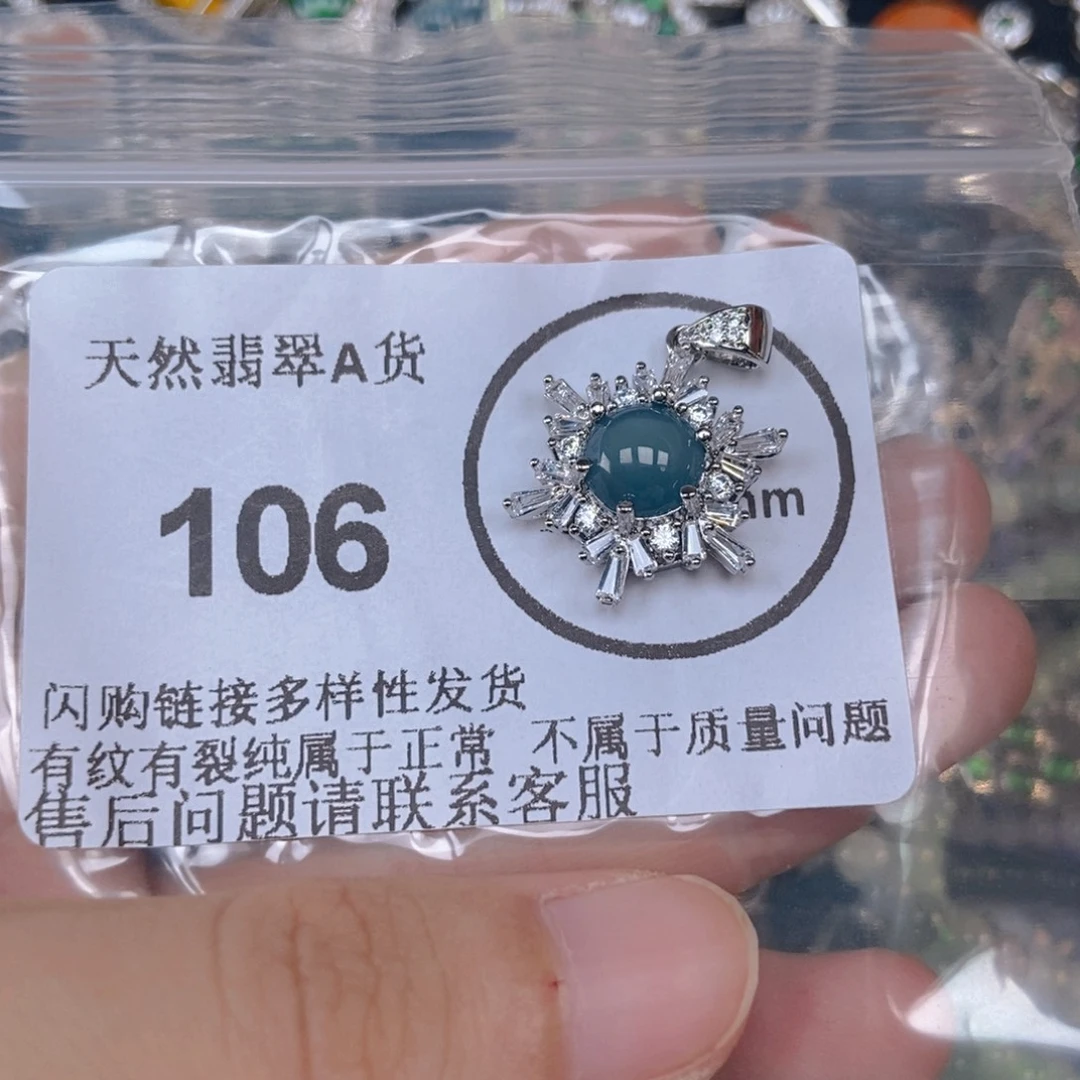 天然翡翠A货
106
mm
闪购链接多样性发货
有纹有裂纯属于正常 不属于质量问题
售后问题请联系客服